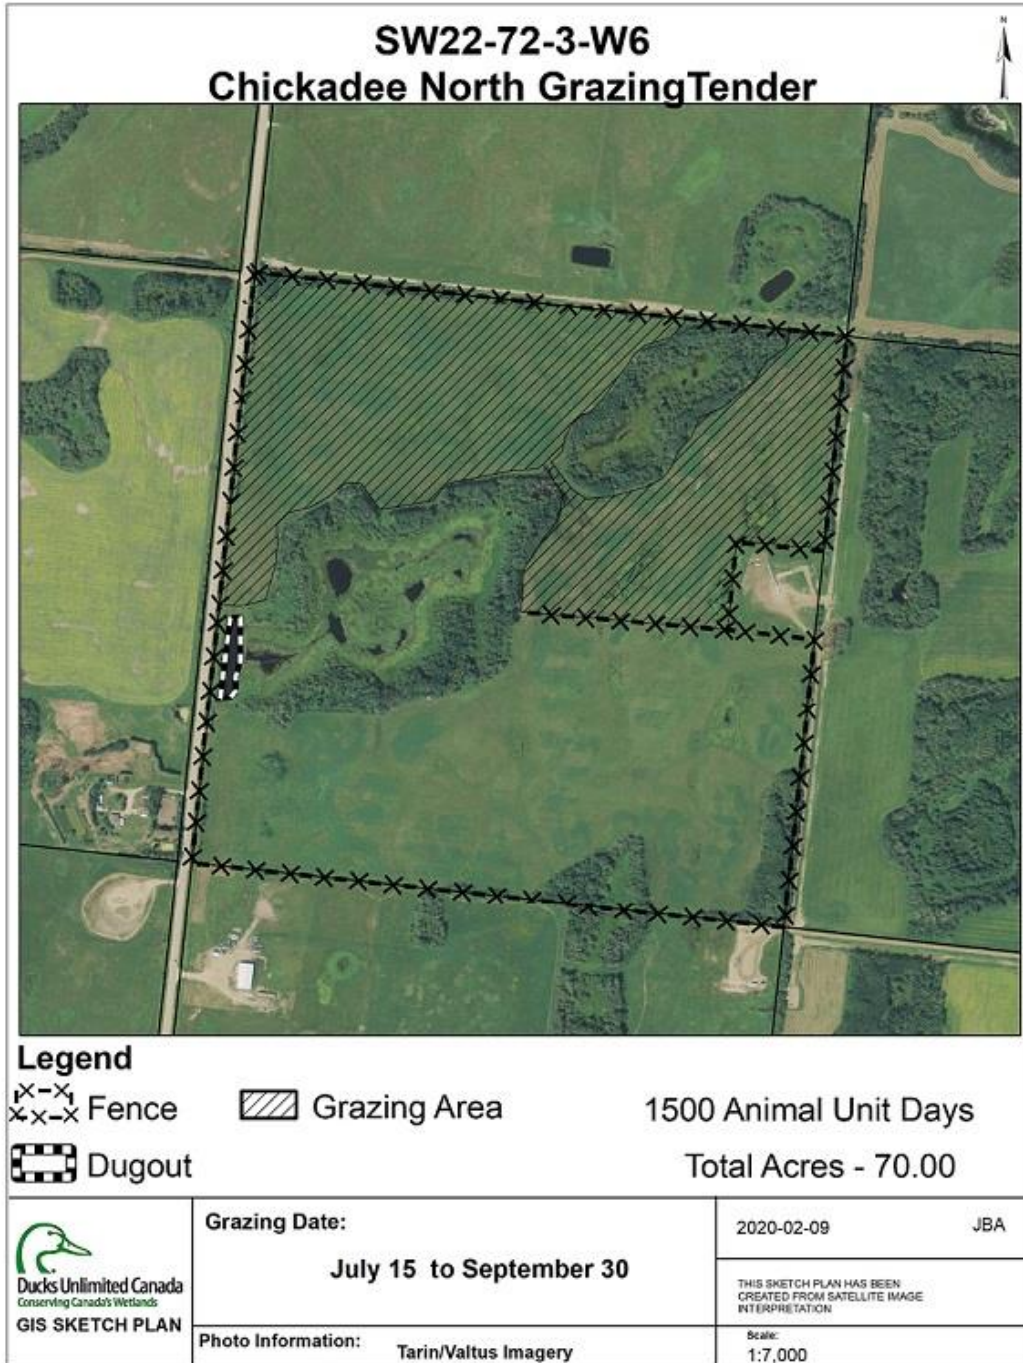 SW22-72-3-W6
Chickadee North GrazingTender
N
Legend
Fence
Grazing Area
1500 Animal Unit Days
Dugout
Total Acres - 70.00
Ducks Unlimited Canada
Conserving Canada's Wetlands
GIS SKETCH PLAN
Grazing Date:
July 15 to September 30
Photo Information:
Tarin/Valtus Imagery
2020-02-09 JBA
THIS SKETCH PLAN HAS BEEN
CREATED FROM SATELLITE IMAGE
INTERPRETATION
Scale:
1:7,000